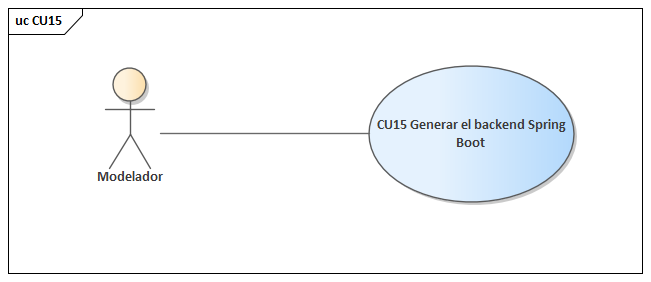 uc CU15
CU15 Generar el backend Spring
Boot
Modelador